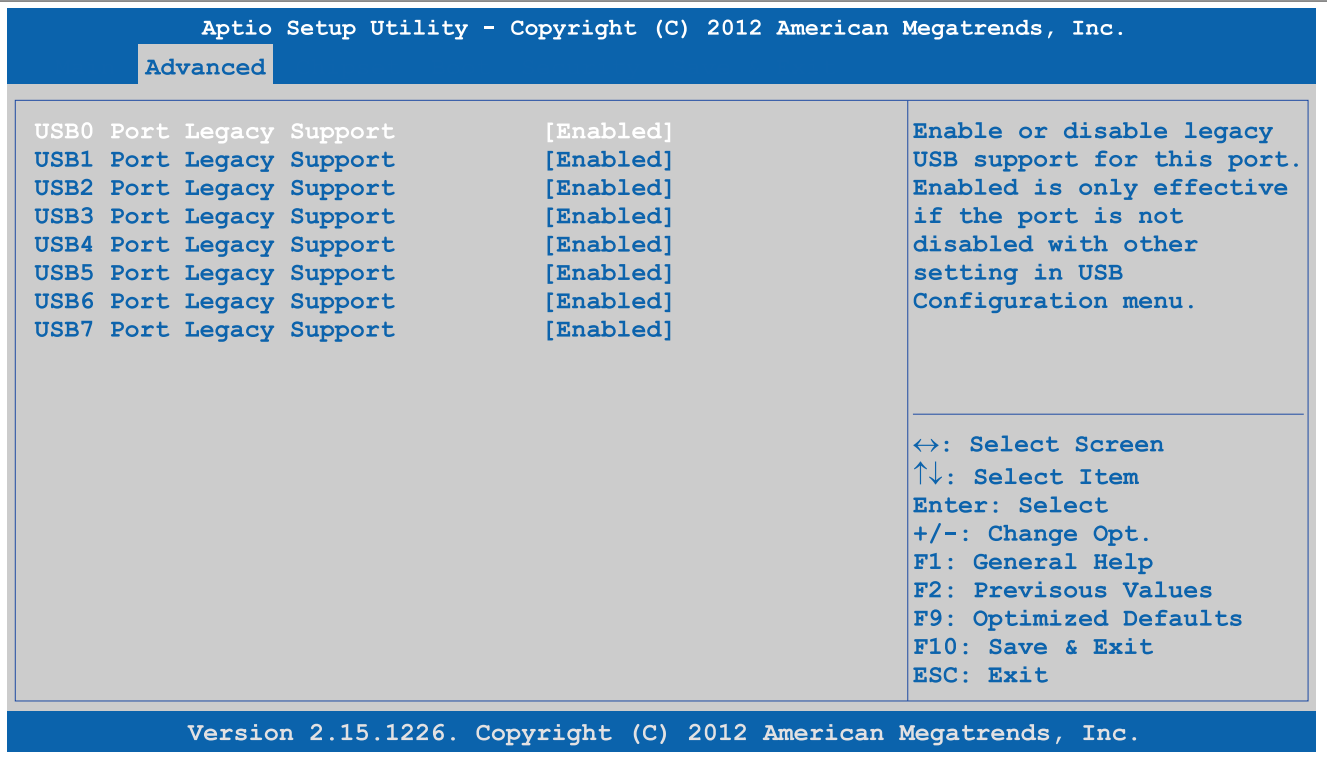 Aptio Setup Utility - Copyright (C) 2012 American Megatrends, Inc.
Advanced
USB0 Port Legacy Support [Enabled]
USB1 Port Legacy Support [Enabled]
USB2 Port Legacy Support [Enabled]
USB3 Port Legacy Support [Enabled]
USB4 Port Legacy Support [Enabled]
USB5 Port Legacy Support [Enabled]
USB6 Port Legacy Support [Enabled]
USB7 Port Legacy Support [Enabled]
Enable or disable legacy
USB support for this port.
Enabled is only effective
if the port is not
disabled with other
setting in USB
Configuration menu.
↔: Select Screen
↑↓: Select Item
Enter: Select
+/-: Change Opt.
F1: General Help
F2: Previsous Values
F9: Optimized Defaults
F10: Save & Exit
ESC: Exit
Version 2.15.1226. Copyright (C) 2012 American Megatrends, Inc.